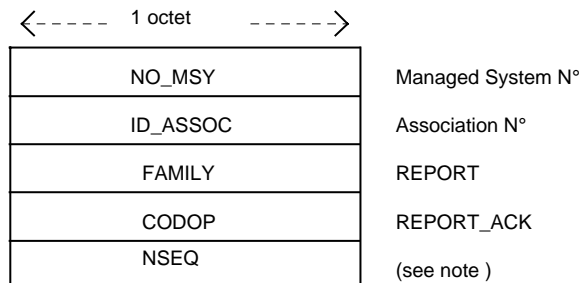 1 octet
NO_MSY Managed System N°
ID_ASSOC Association N°
FAMILY REPORT
CODOP REPORT_ACK
NSEQ (see note )